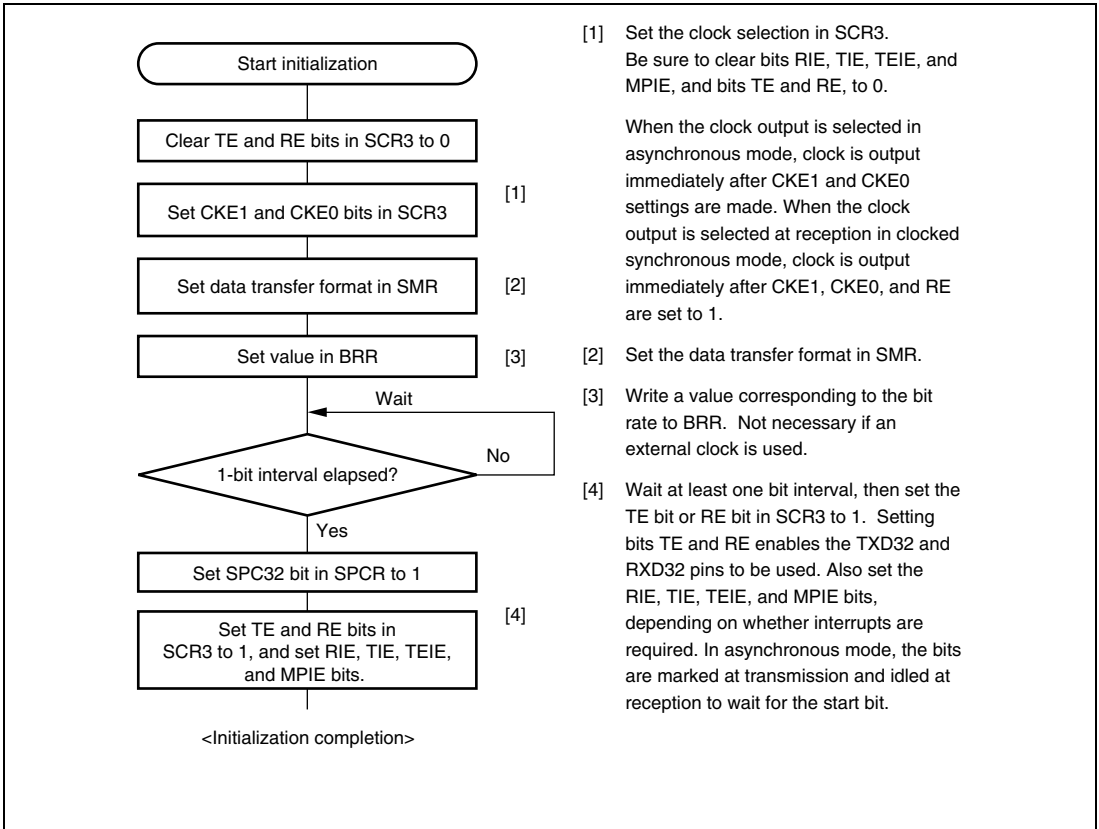 Start initialization
Clear TE and RE bits in SCR3 to 0
Set CKE1 and CKE0 bits in SCR3
[1]
Set data transfer format in SMR
[2]
Set value in BRR
[3]
Wait
1-bit interval elapsed?
No
Yes
Set SPC32 bit in SPCR to 1
Set TE and RE bits in
SCR3 to 1, and set RIE, TIE, TEIE,
and MPIE bits.
[4]
<Initialization completion>
[1] Set the clock selection in SCR3.
Be sure to clear bits RIE, TIE, TEIE, and
MPIE, and bits TE and RE, to 0.
When the clock output is selected in
asynchronous mode, clock is output
immediately after CKE1 and CKE0
settings are made. When the clock
output is selected at reception in clocked
synchronous mode, clock is output
immediately after CKE1, CKE0, and RE
are set to 1.
[2] Set the data transfer format in SMR.
[3] Write a value corresponding to the bit
rate to BRR. Not necessary if an
external clock is used.
[4] Wait at least one bit interval, then set the
TE bit or RE bit in SCR3 to 1. Setting
bits TE and RE enables the TXD32 and
RXD32 pins to be used. Also set the
RIE, TIE, TEIE, and MPIE bits,
depending on whether interrupts are
required. In asynchronous mode, the bits
are marked at transmission and idled at
reception to wait for the start bit.